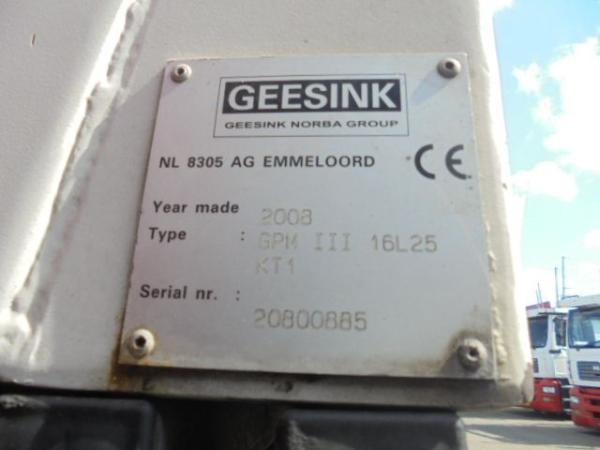 GEESINK
GEESINK NORBA GROUP
NL 8305 AG EMMELOORD CE
Year made 2008
Type : GPM III 16L25
KT1
Serial nr. : 20800885